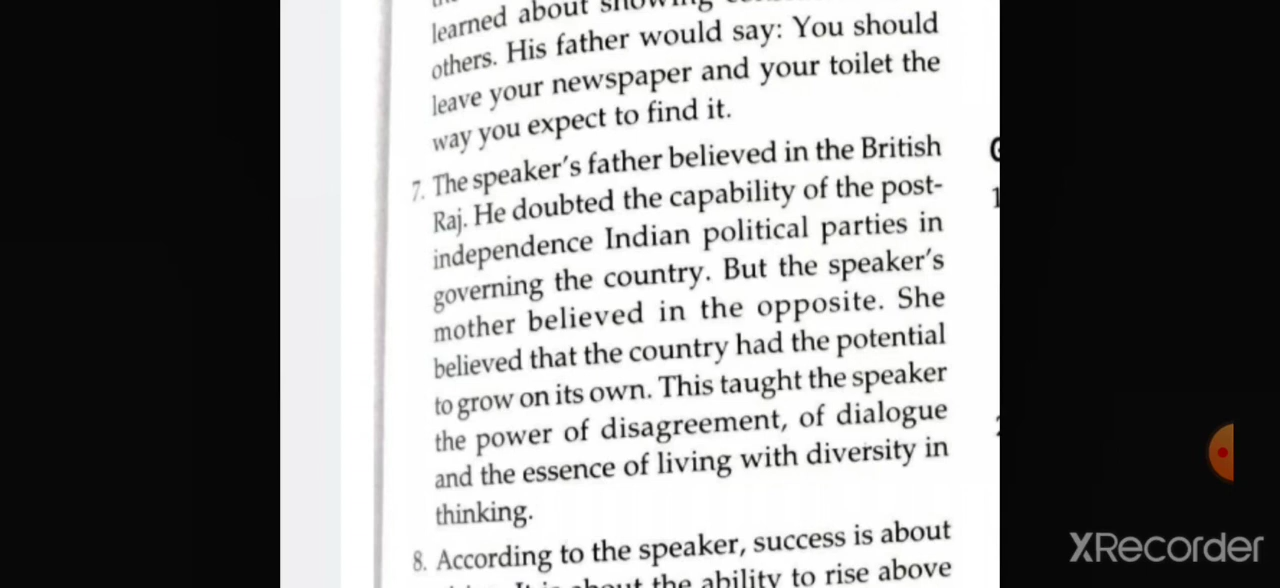 learned about showing
others. His father would say: You should
leave your newspaper and your toilet the
way you expect to find it.
7. The speaker's father believed in the British
Raj. He doubted the capability of the post-
independence Indian political parties in
governing the country. But the speaker's
mother believed in the opposite. She
believed that the country had the potential
to grow on its own. This taught the speaker
the power of disagreement, of dialogue
and the essence of living with diversity in
thinking.
8. According to the speaker, success is about
about the ability to rise above
1
XRecorder